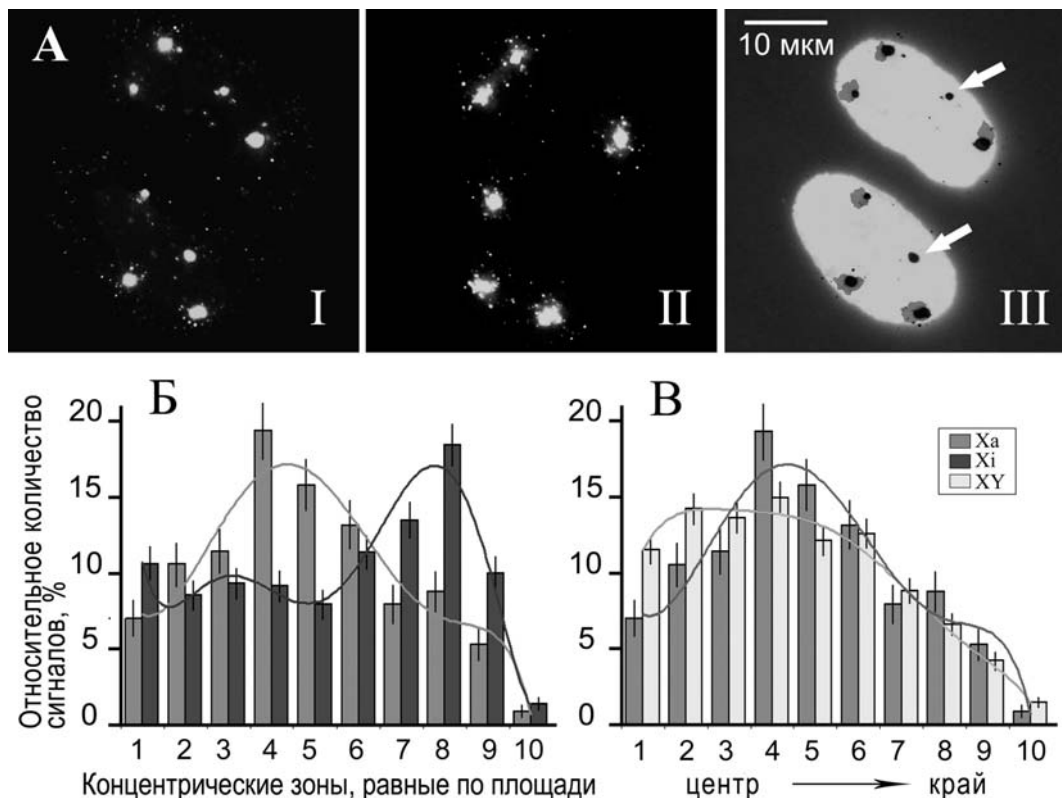 А
I
II
10 мкм
III
Б
Относительное количество
сигналов, %
20
15
10
5
0
1 2 3 4 5 6 7 8 9 10
Концентрические зоны, равные по площади
В
Xa
Xi
XY
20
15
10
5
0
1 2 3 4 5 6 7 8 9 10
центр край